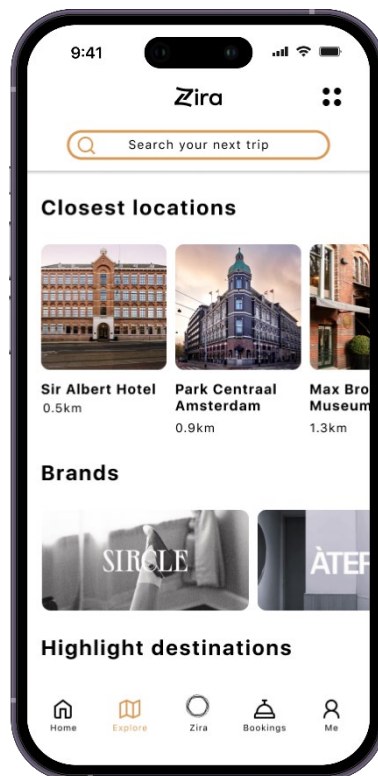 9:41
Zira
Search your next trip
Closest locations
Sir Albert Hotel
0.5km
Park Centraal
Amsterdam
0.9km
Max Bro
Museum
1.3km
Brands
SIRCLE
ÀTEF
Highlight destinations
Home
Explore
Zira
Bookings
Me